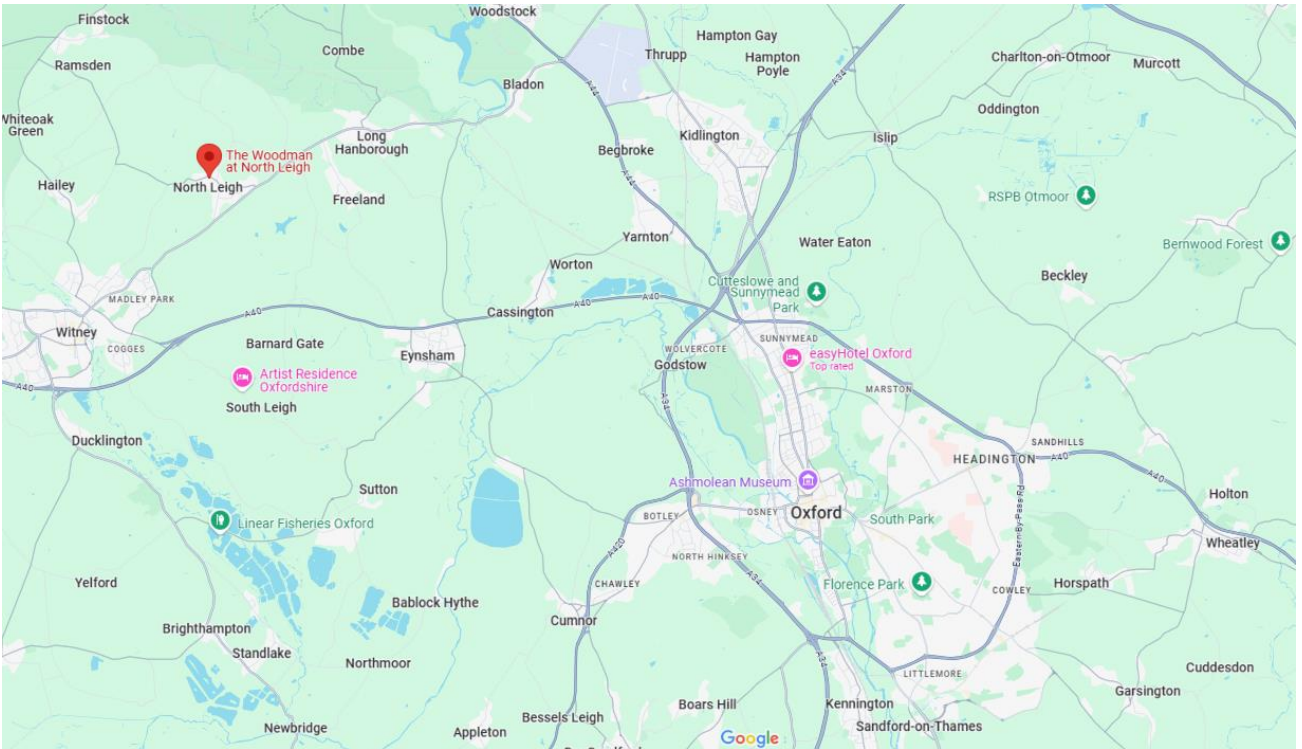 Woodstock
Finstock
Hampton Gay
Combe
Thrupp
Hampton
Poyle
Charlton-on-Otmoor
Murcott
Ramsden
Bladon
A44
A34
Oddington
Whiteoak
Green
Long
Hanborough
Kidlington
Islip
Begbroke
The Woodman
at North Leigh
A44
Hailey
North Leigh
Freeland
RSPB Otmoor
Yarnton
Water Eaton
Bernwood Forest
Worton
Beckley
Cutteslowe and
Sunnymead
Park
MADLEY PARK
A40
A40
A40
Cassington
Witney
COGGES
Barnard Gate
Eynsham
WOLVERCOTE
SUNNYMEAD
Godstow
easyHotel Oxford
Top rated
Artist Residence
Oxfordshire
A40
MARSTON
A34
South Leigh
Ducklington
SANDHILLS
HEADINGTON
A40
A40
Sutton
Ashmolean Museum
Holton
Linear Fisheries Oxford
BOTLEY
OSNEY
Oxford
South Park
Eastern By-Pass Rd
Wheatley
A420
NORTH HINKSEY
Yelford
CHAWLEY
A34
Florence Park
COWLEY
Horspath
Bablock Hythe
Cumnor
Brighthampton
Standlake
Northmoor
A34
LITTLEMORE
Cuddesdon
Garsington
Boars Hill
Kennington
Bessels Leigh
Newbridge
Appleton
Sandford-on-Thames
Google